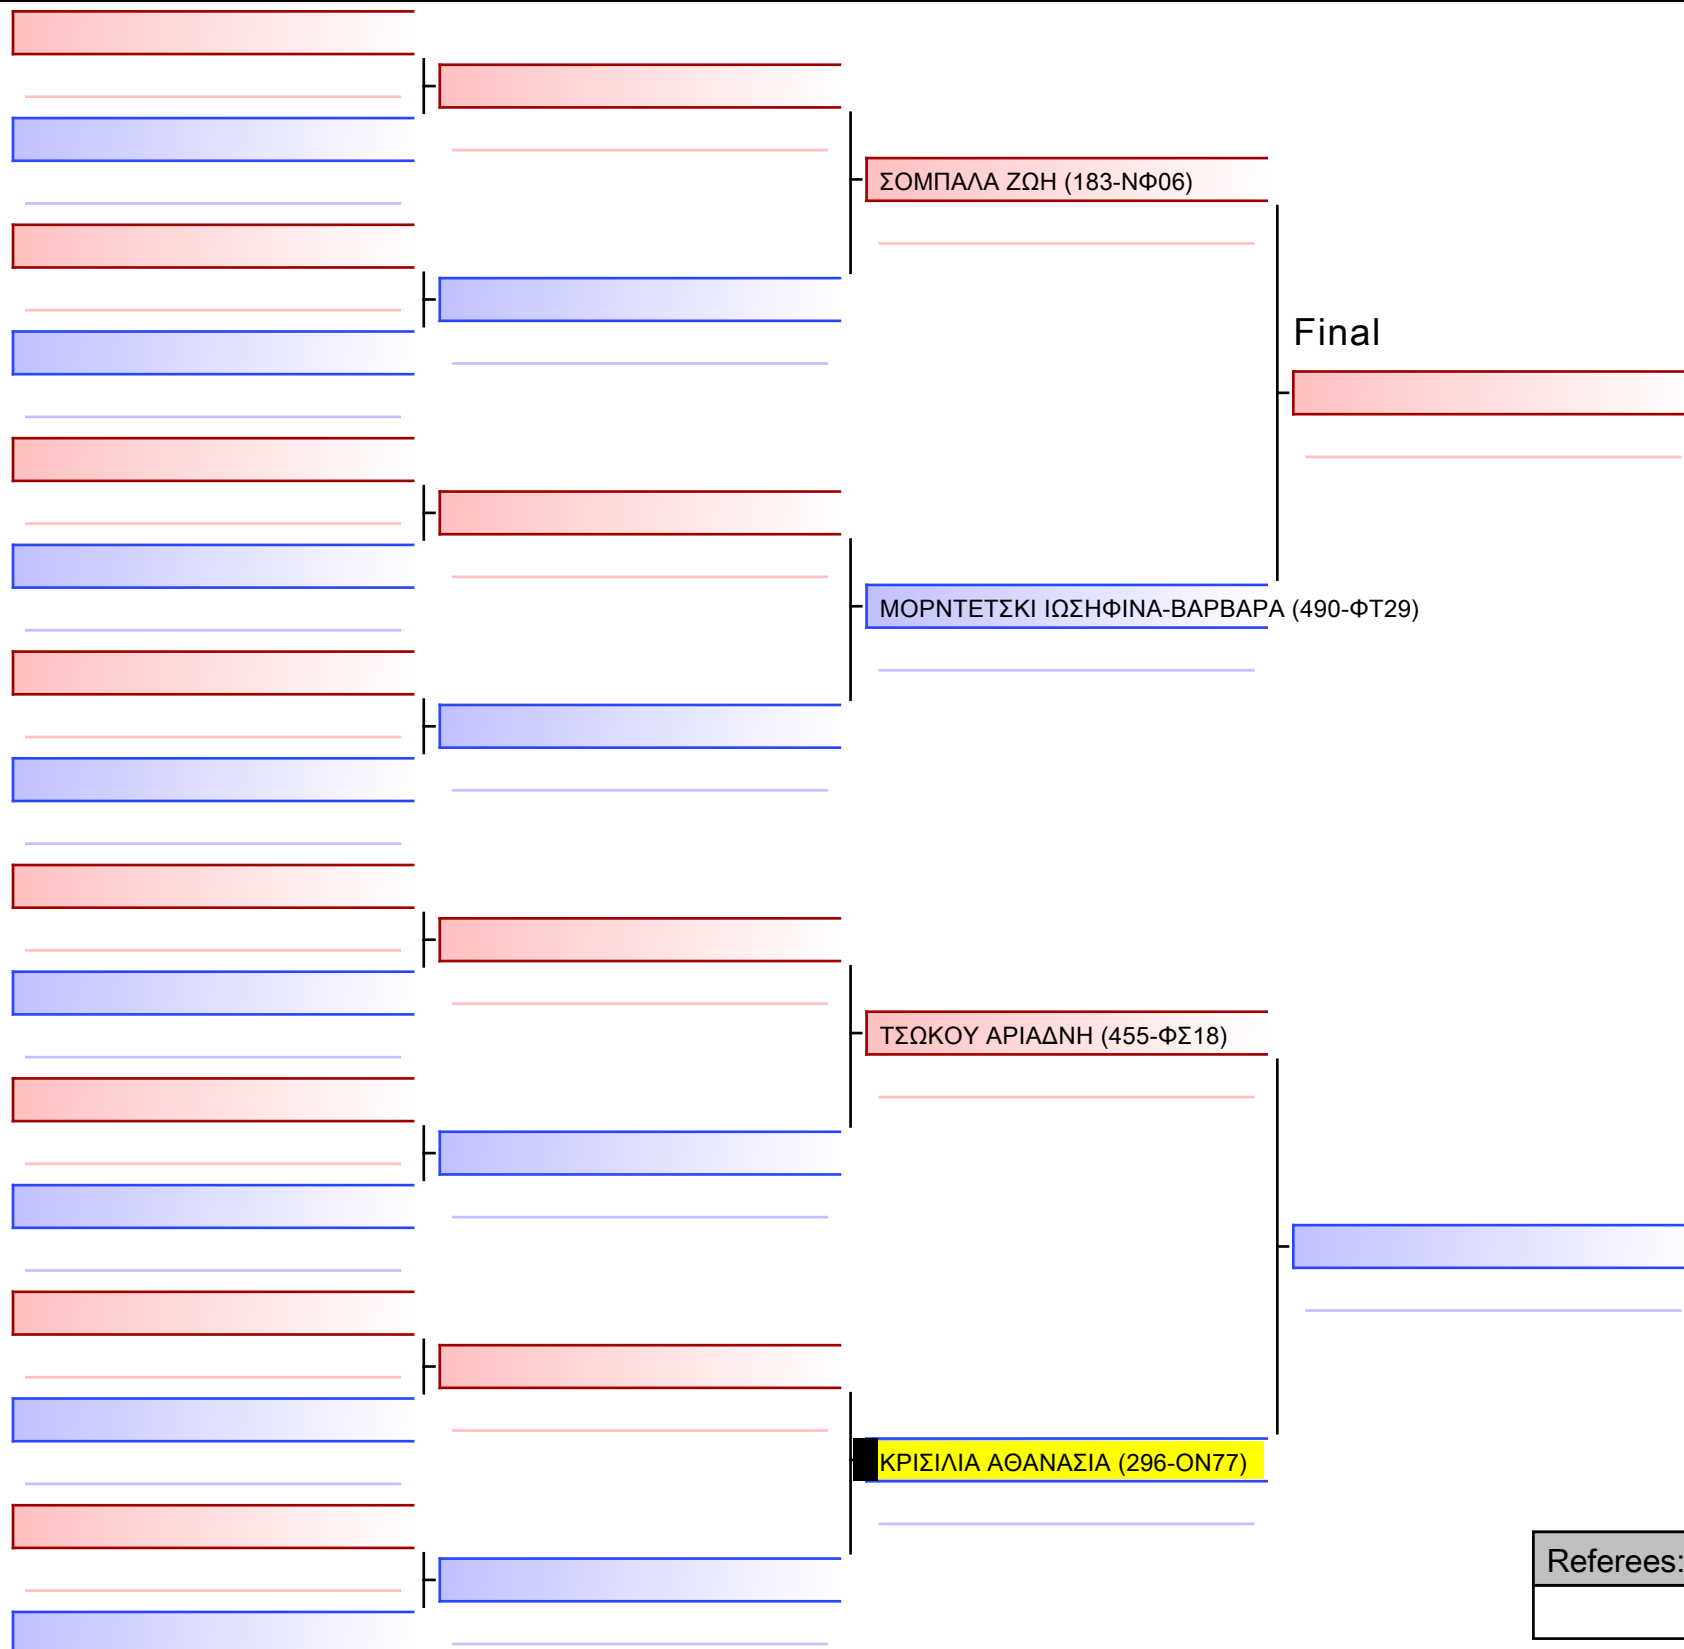 ΣΟΜΠΑΛΑ ΖΩΗ (183-ΝΦ06)
Final
ΜΟΡΝΤΕΤΣΚΙ ΙΩΣΗΦΙΝΑ-ΒΑΡΒΑΡΑ (490-ΦΤ29)
ΤΣΩΚΟΥ ΑΡΙΑΔΝΗ (455-ΦΣ18)
ΚΡΙΣΙΛΙΑ ΑΘΑΝΑΣΙΑ (296-ΟΝ77)
Referees: